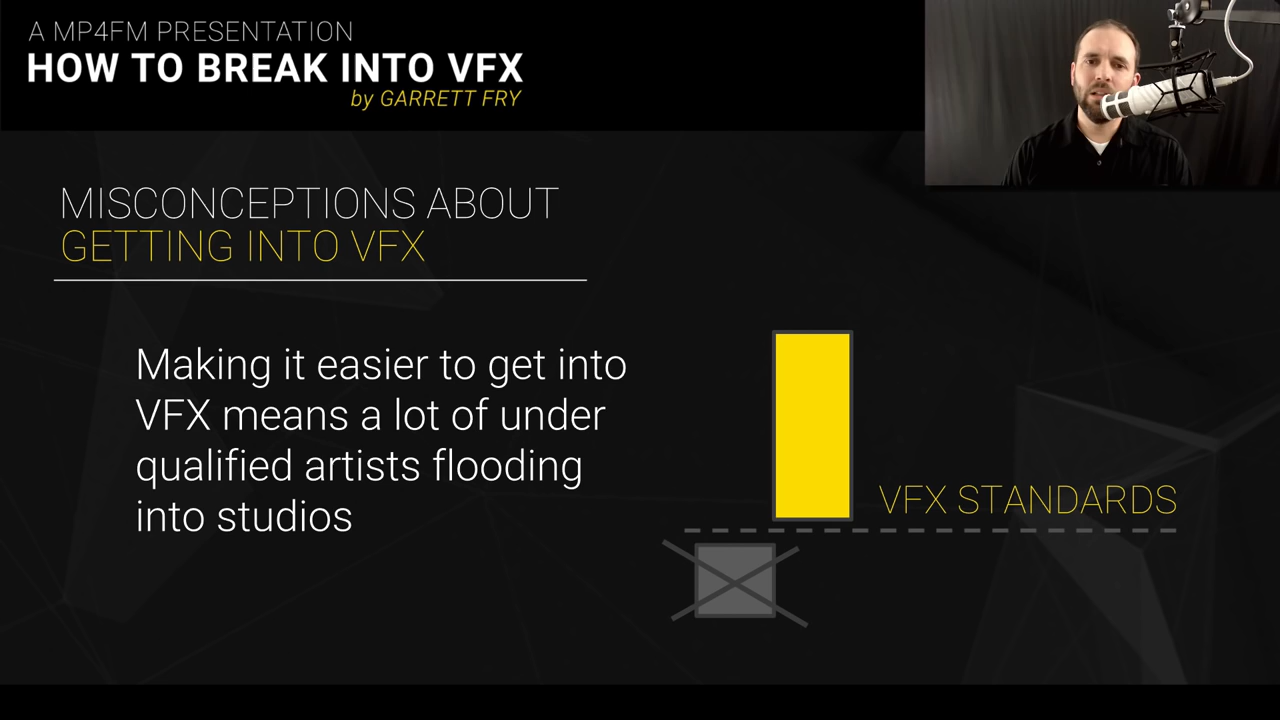 A MP4FM PRESENTATION
HOW TO BREAK INTO VFX
by GARRETT FRY
MISCONCEPTIONS ABOUT
GETTING INTO VFX
Making it easier to get into
VFX means a lot of under
qualified artists flooding
into studios
VFX STANDARDS